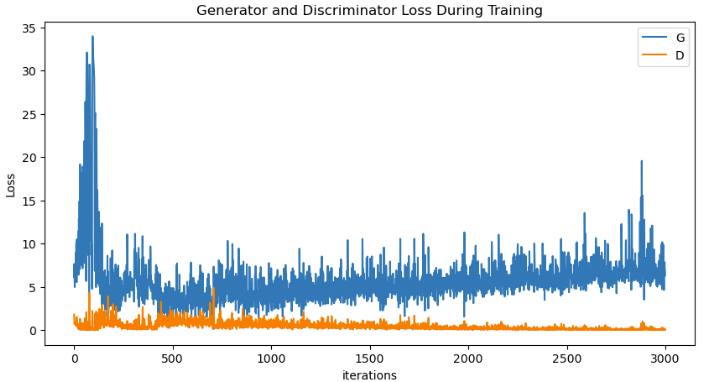 Generator and Discriminator Loss During Training
G
D
35
30
25
20
15
10
5
0
Loss
0 500 1000 1500 2000 2500 3000
iterations